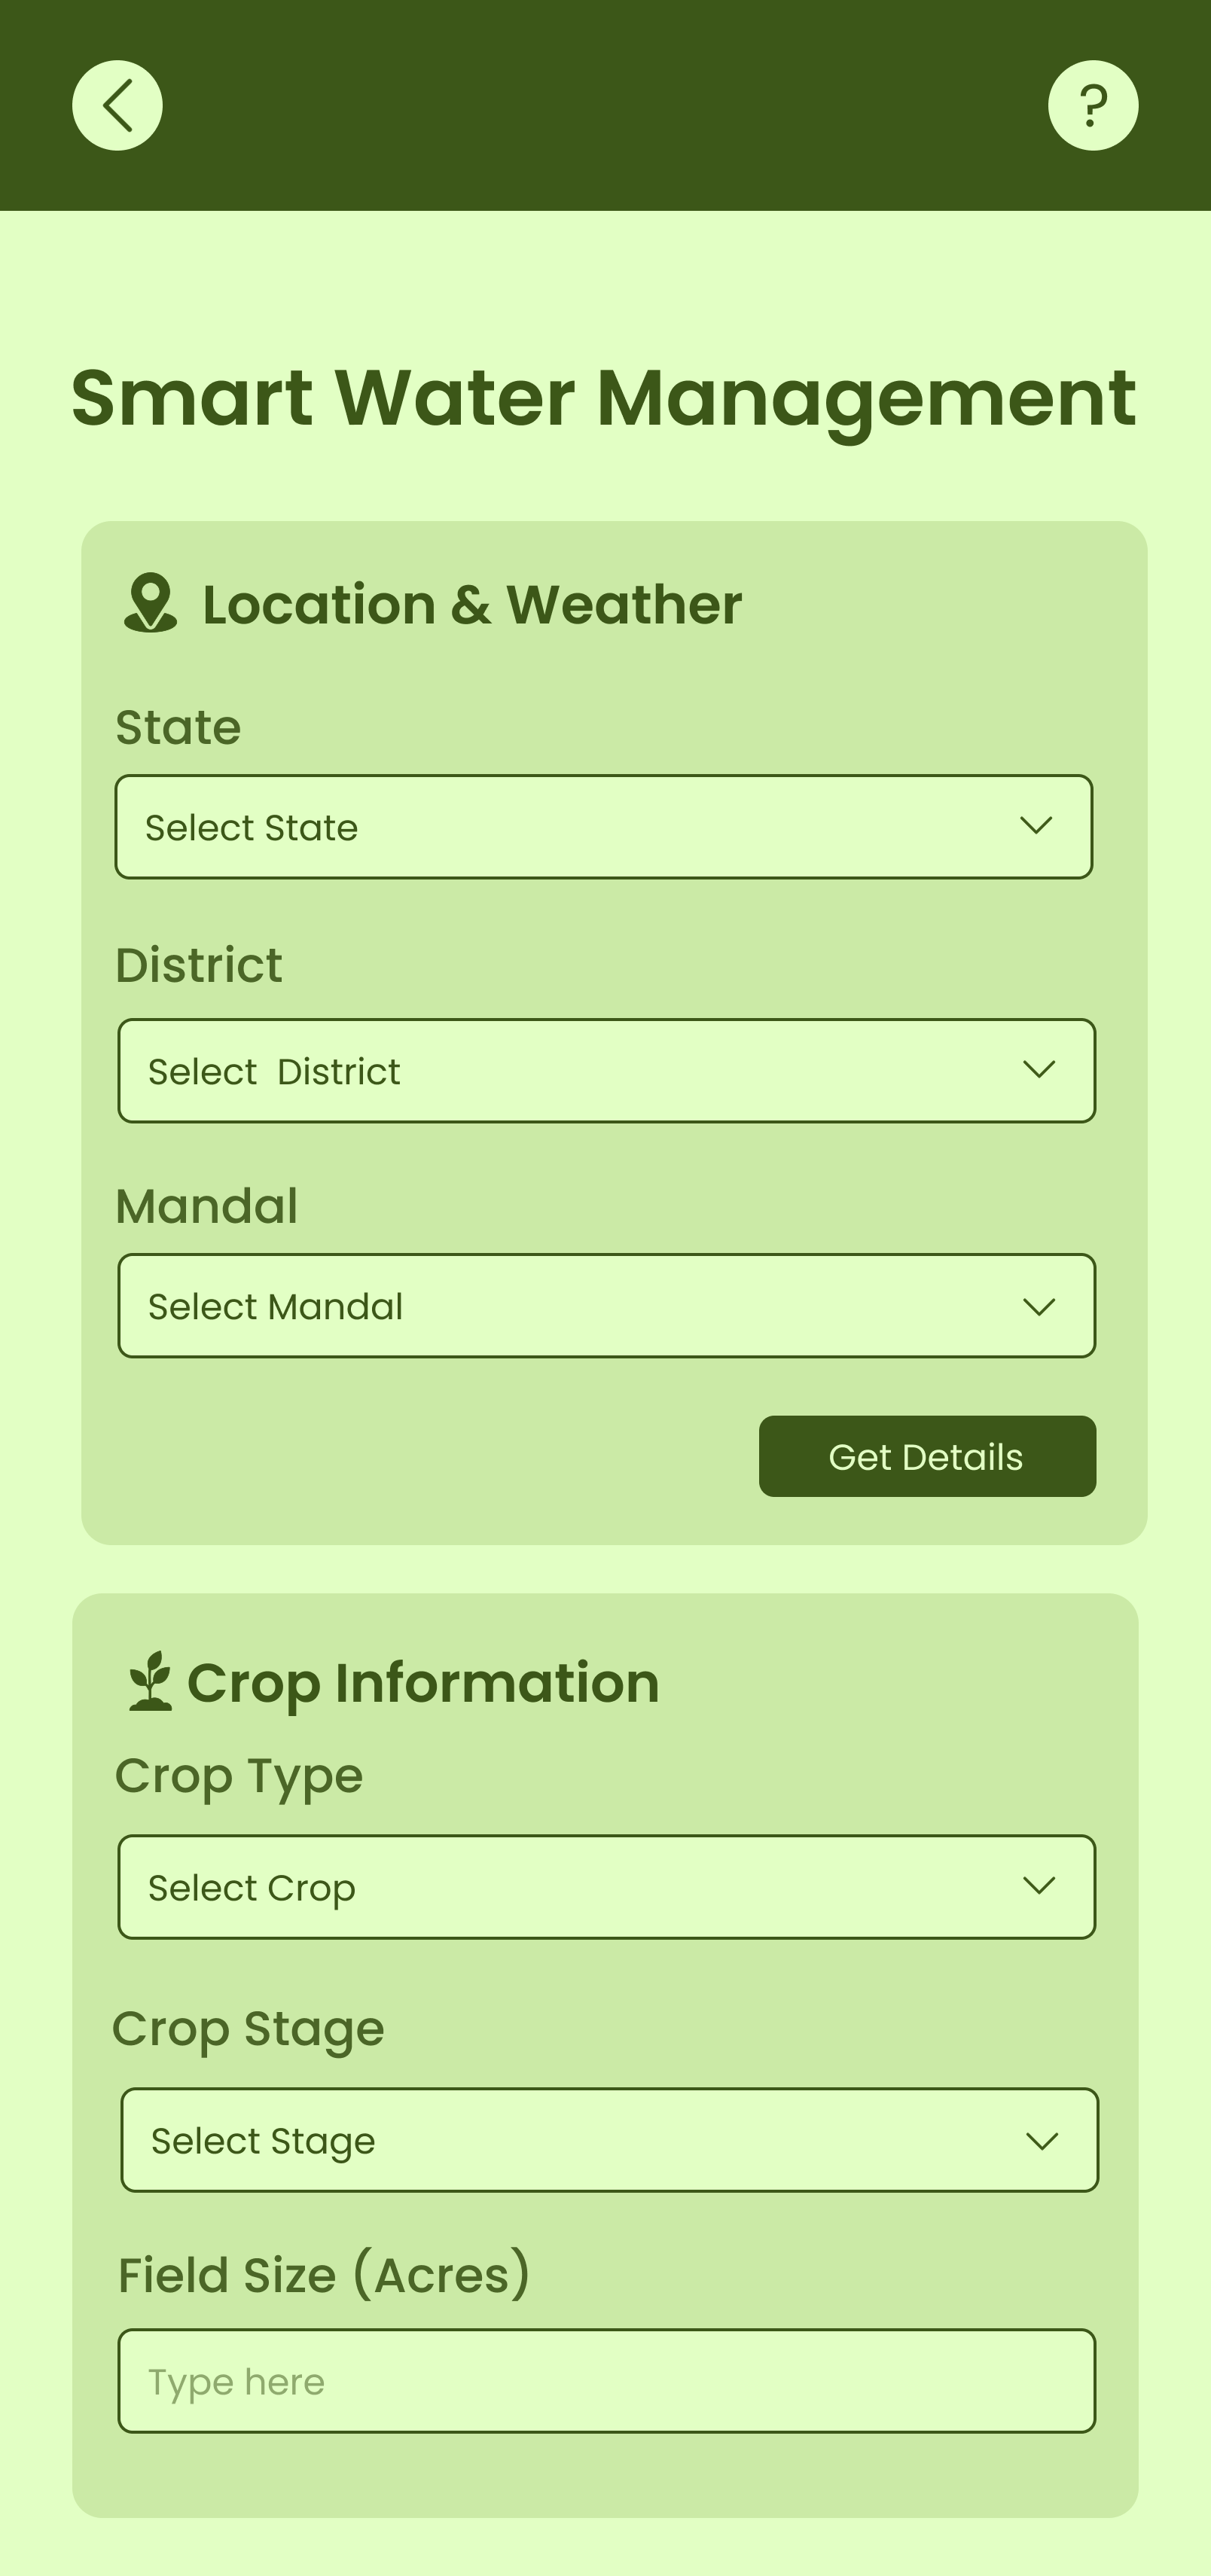 ?
Smart Water Management
Location & Weather
State
Select State
District
Select  District
Mandal
Select Mandal
Get Details
Crop Information
Crop Type
Select Crop
Crop Stage
Select Stage
Field Size (Acres)
Type here